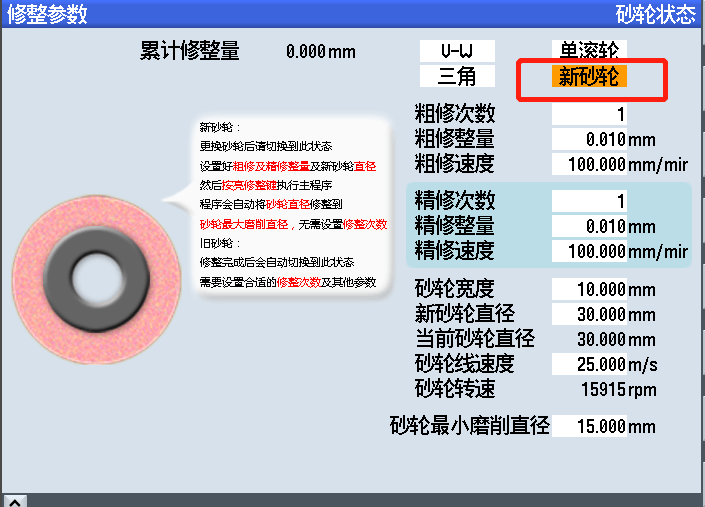 修整参数 砂轮状态
累计修整量 0.000 mm V-W 单滚轮
三角 新砂轮
新砂轮：
更换砂轮后请切换到此状态
设置好粗修及精修整量及新砂轮直径
然后按亮修整键执行主程序
程序会自动将砂轮直径修整到
砂轮最大磨削直径，无需设置修整次数
旧砂轮：
修整完成后会自动切换到此状态
需要设置合适的修整次数及其他参数
粗修次数 1
粗修整量 0.010 mm
粗修速度 100.000 mm/mir
精修次数 1
精修整量 0.010 mm
精修速度 100.000 mm/mir
砂轮宽度 10.000 mm
新砂轮直径 30.000 mm
当前砂轮直径 30.000 mm
砂轮线速度 25.000 m/s
砂轮转速 15915 rpm
砂轮最小磨削直径 15.000 mm